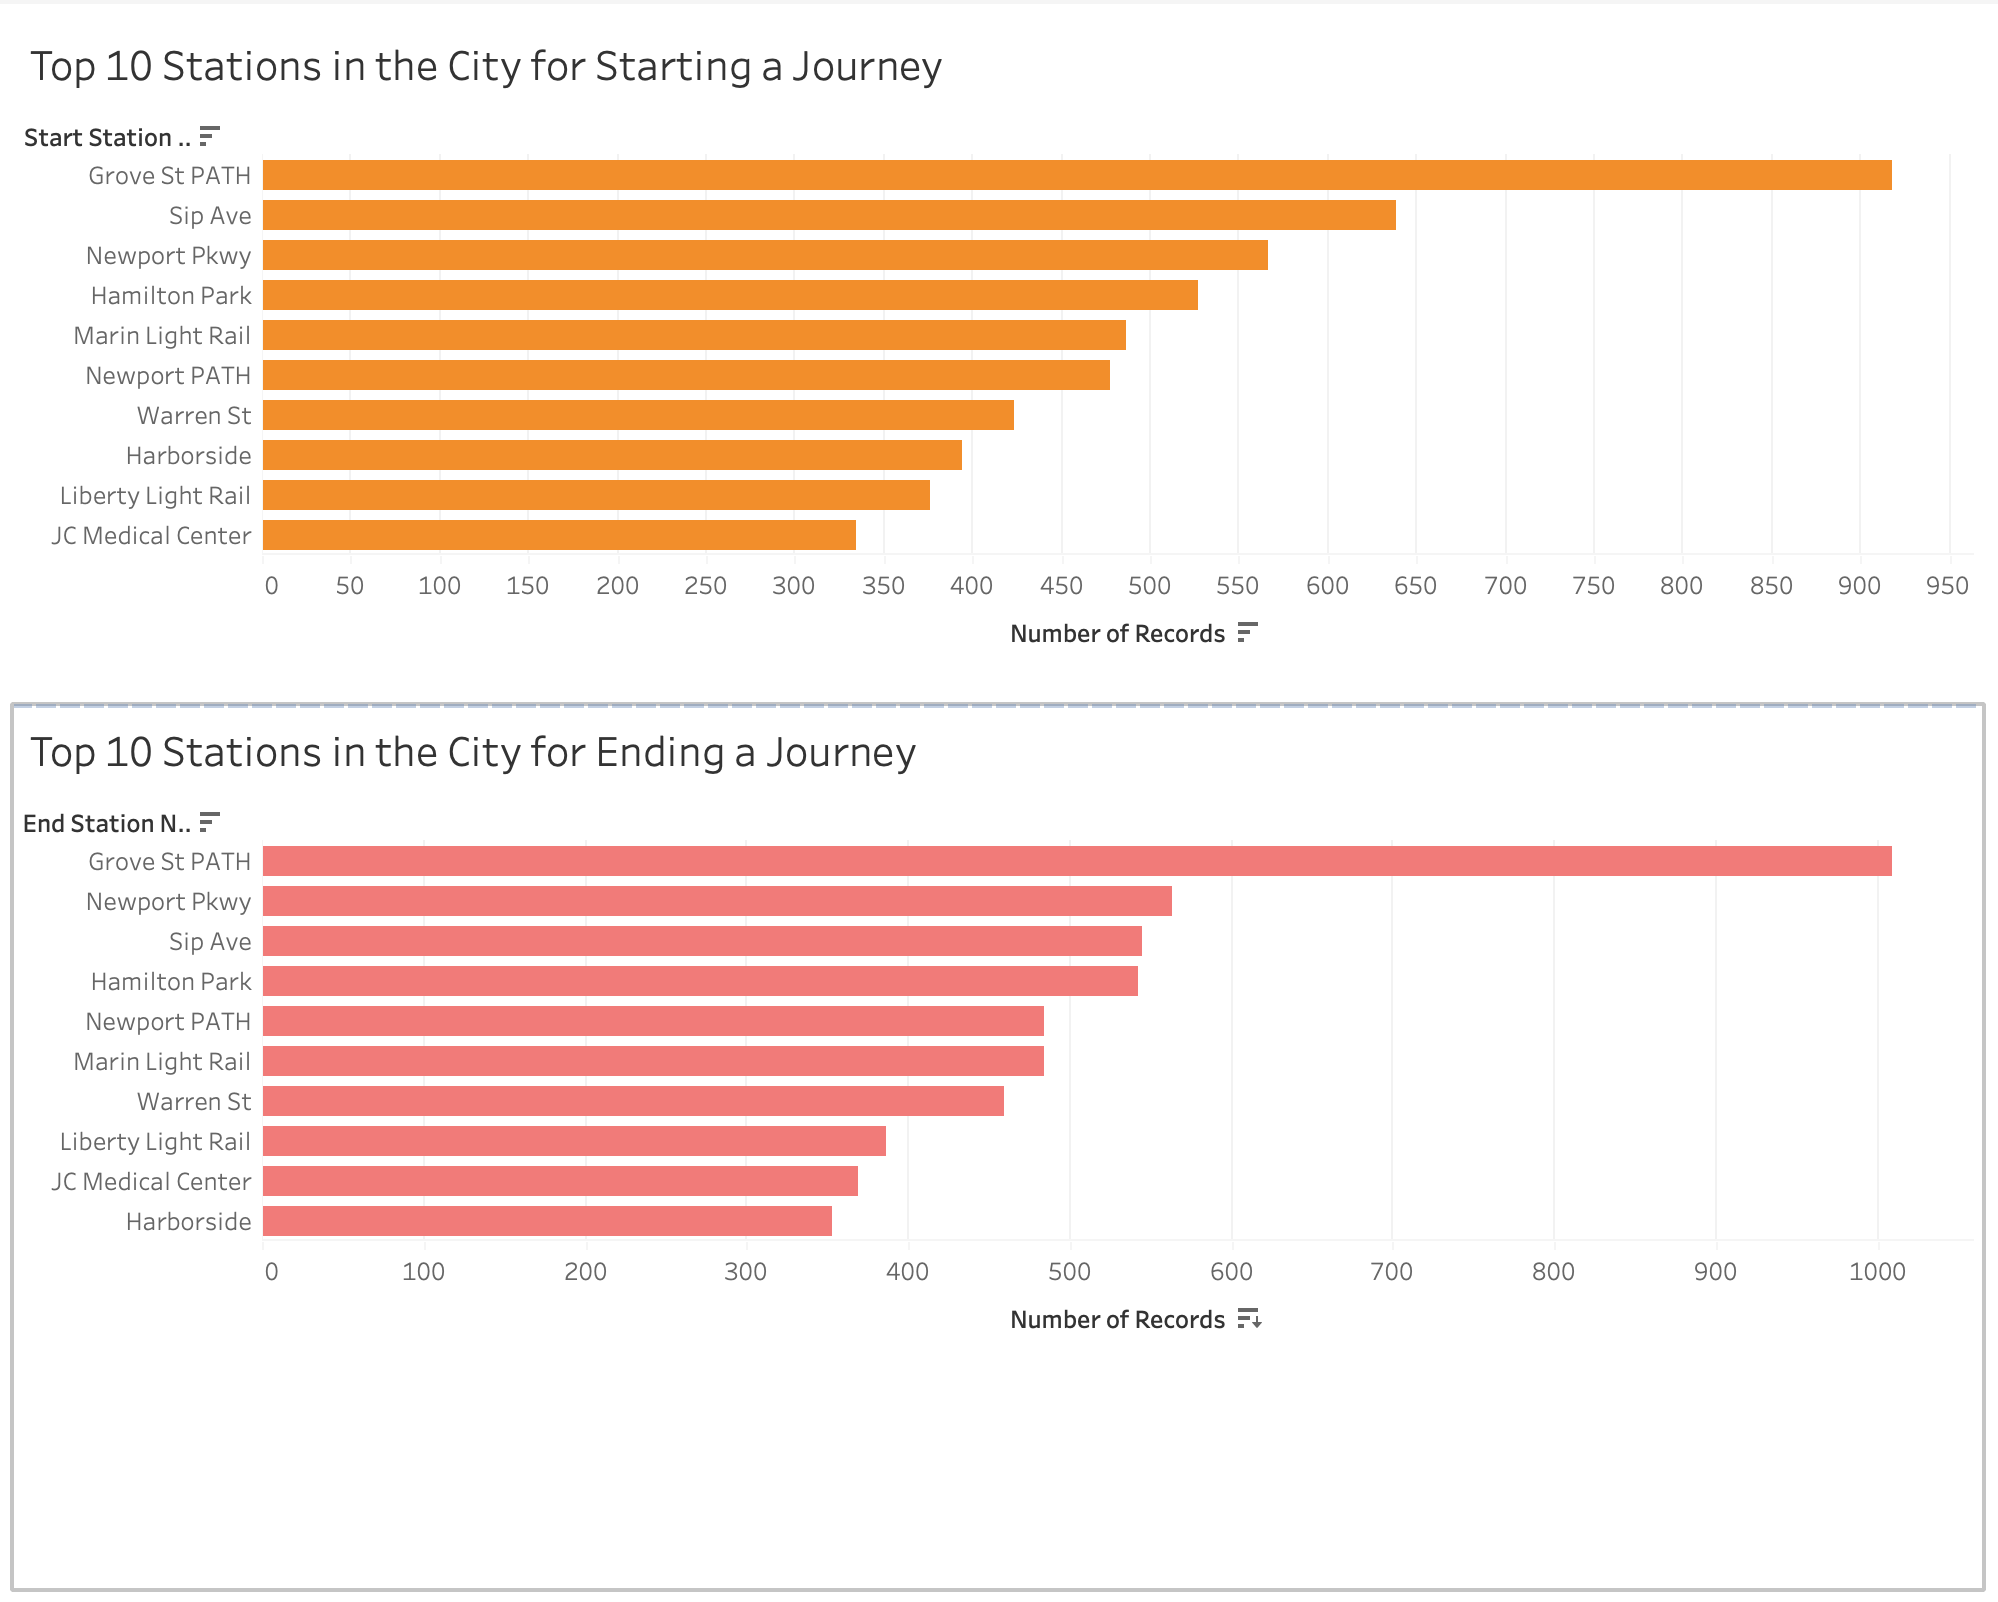 Top 10 Stations in the City for Starting a Journey
Start Station ..
Grove St PATH
Sip Ave
Newport Pkwy
Hamilton Park
Marin Light Rail
Newport PATH
Warren St
Harborside
Liberty Light Rail
JC Medical Center
0 50 100 150 200 250 300 350 400 450 500 550 600 650 700 750 800 850 900 950
Number of Records
Top 10 Stations in the City for Ending a Journey
End Station N..
Grove St PATH
Newport Pkwy
Sip Ave
Hamilton Park
Newport PATH
Marin Light Rail
Warren St
Liberty Light Rail
JC Medical Center
Harborside
0 100 200 300 400 500 600 700 800 900 1000
Number of Records